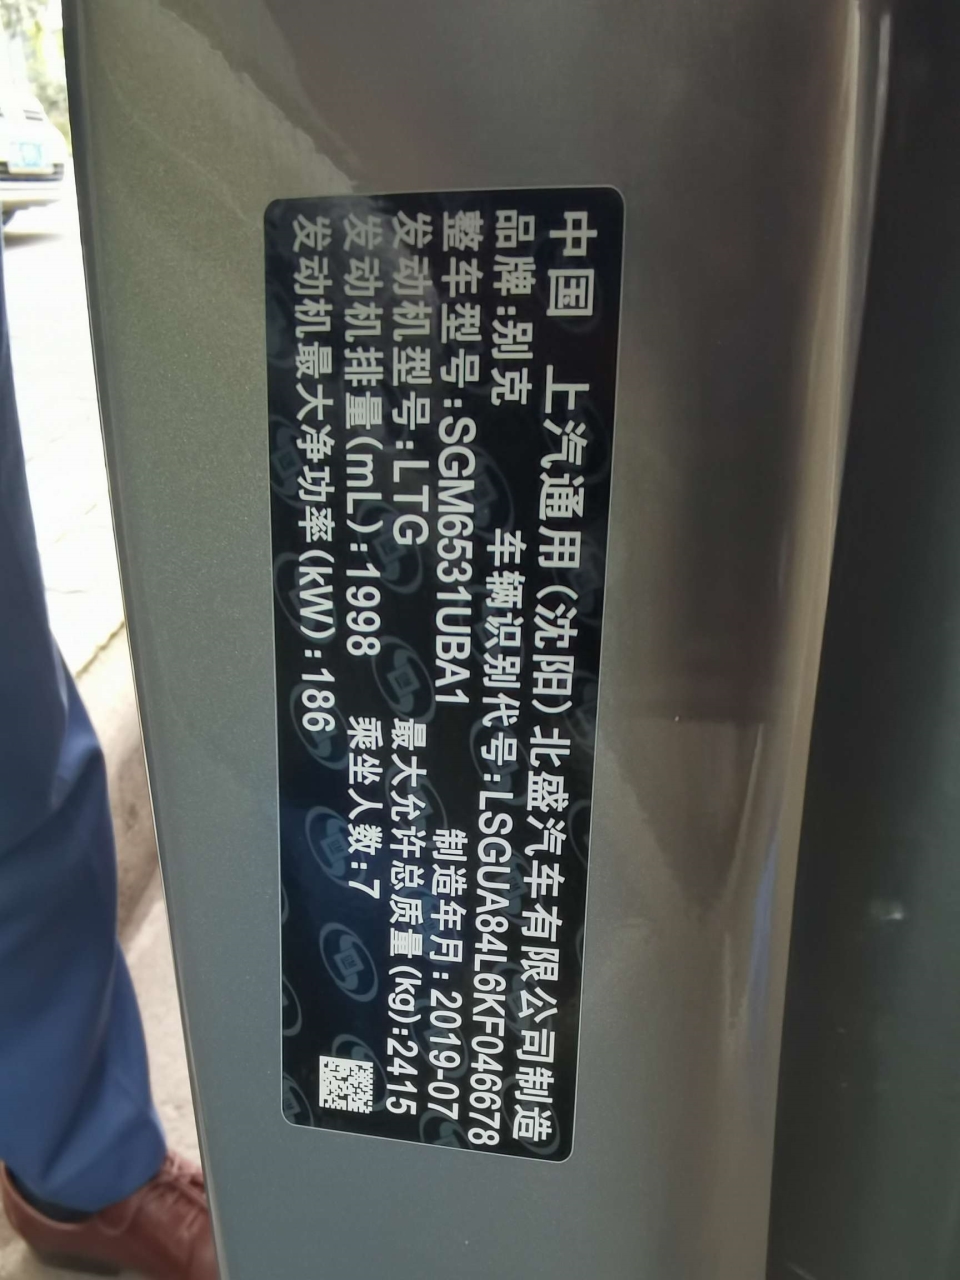 中国 上汽通用(沈阳)北盛汽车有限公司制造
品牌:别克 车辆识别代号:LSGUA84L6KF046678
整车型号:SGM6531UBA1 制造年月:2019-07
发动机型号:LTG 最大允许总质量(kg):2415
发动机排量(mL):1998 乘坐人数:7
发动机最大净功率(kW):186